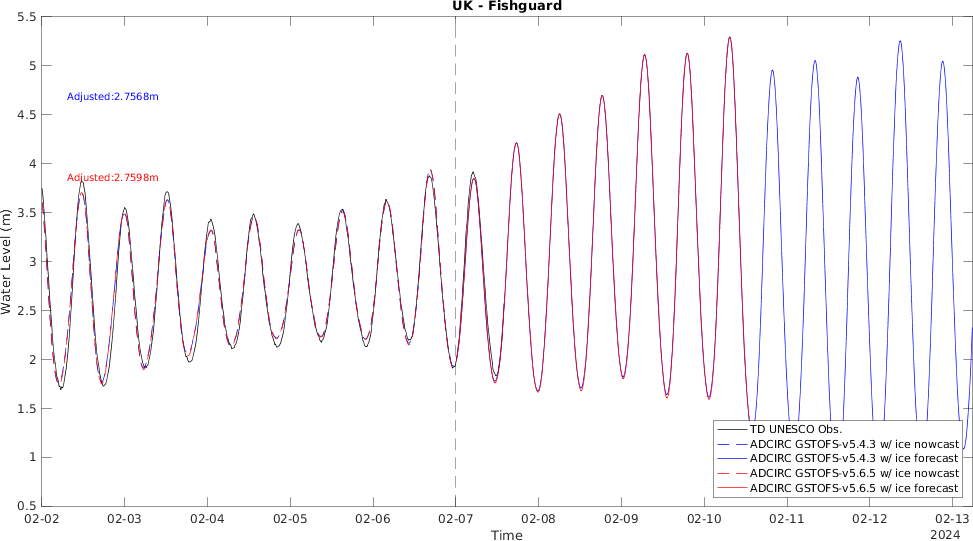 UK - Fishguard
5.5
5
4.5
4
3.5
3
2.5
2
1.5
1
0.5
Water Level (m)
Adjusted:2.7568m
Adjusted:2.7598m
TD UNESCO Obs.
ADCIRC GSTOFS-v5.4.3 w/ ice nowcast
ADCIRC GSTOFS-v5.4.3 w/ ice forecast
ADCIRC GSTOFS-v5.6.5 w/ ice nowcast
ADCIRC GSTOFS-v5.6.5 w/ ice forecast
02-02 02-03 02-04 02-05 02-06 02-07 02-08 02-09 02-10 02-11 02-12 02-13
Time 2024